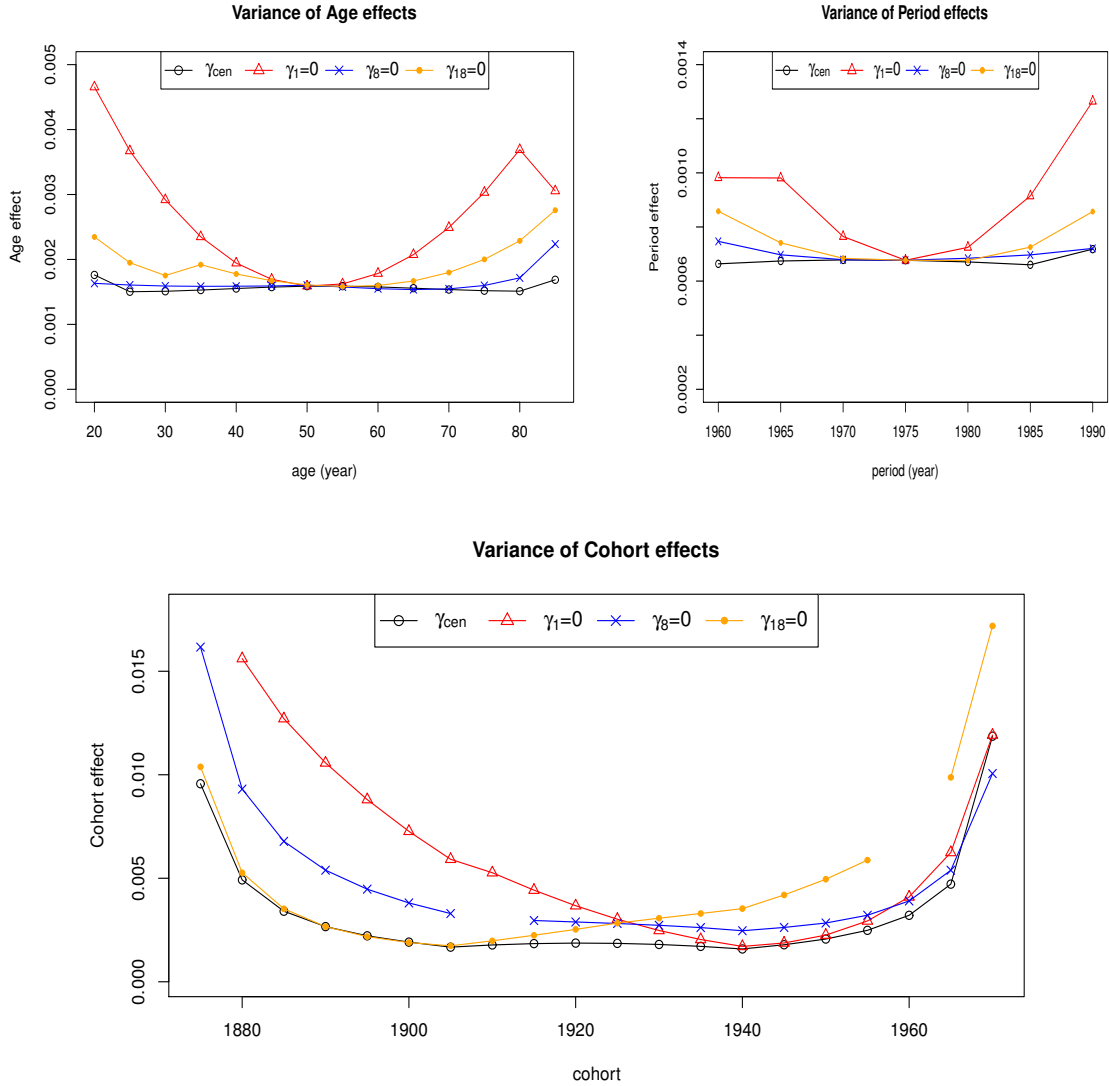 Variance of Age effects
γcen γ1=0 γ8=0 γ18=0
Age effect
0.005
0.004
0.003
0.002
0.001
0.000
20 30 40 50 60 70 80
age (year)
Variance of Period effects
γcen γ1=0 γ8=0 γ18=0
Period effect
0.0014
0.0010
0.0006
0.0002
1960 1965 1970 1975 1980 1985 1990
period (year)
Variance of Cohort effects
γcen γ1=0 γ8=0 γ18=0
Cohort effect
0.015
0.010
0.005
0.000
1880 1900 1920 1940 1960
cohort